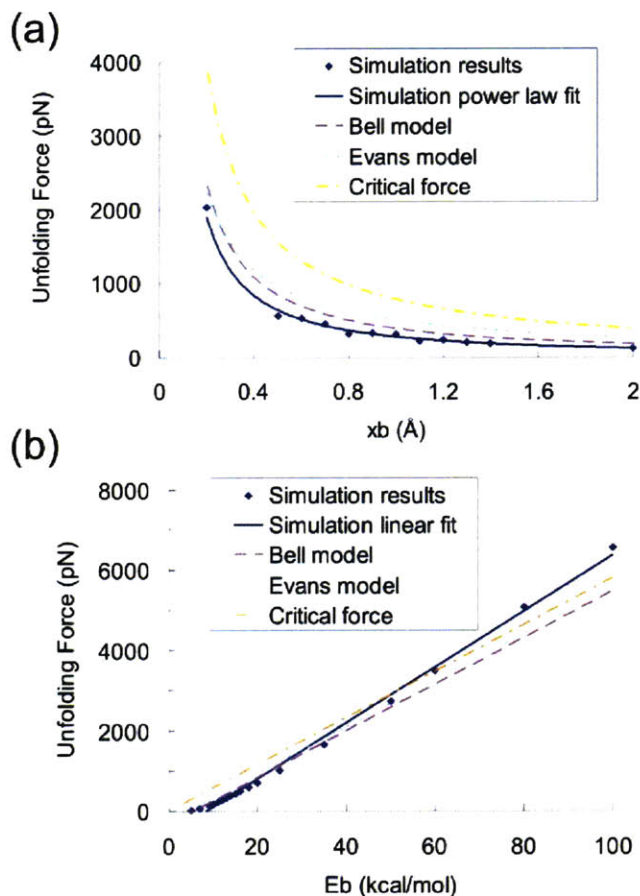 (a)
Simulation results
Simulation power law fit
Bell model
Evans model
Critical force
4000
3000
2000
1000
0
Unfolding Force (pN)
0
0.4
0.8
1.2
1.6
2
xb (Å)
(b)
Simulation results
Simulation linear fit
Bell model
Evans model
Critical force
8000
6000
4000
2000
0
Unfolding Force (pN)
0
20
40
60
80
100
Eb (kcal/mol)